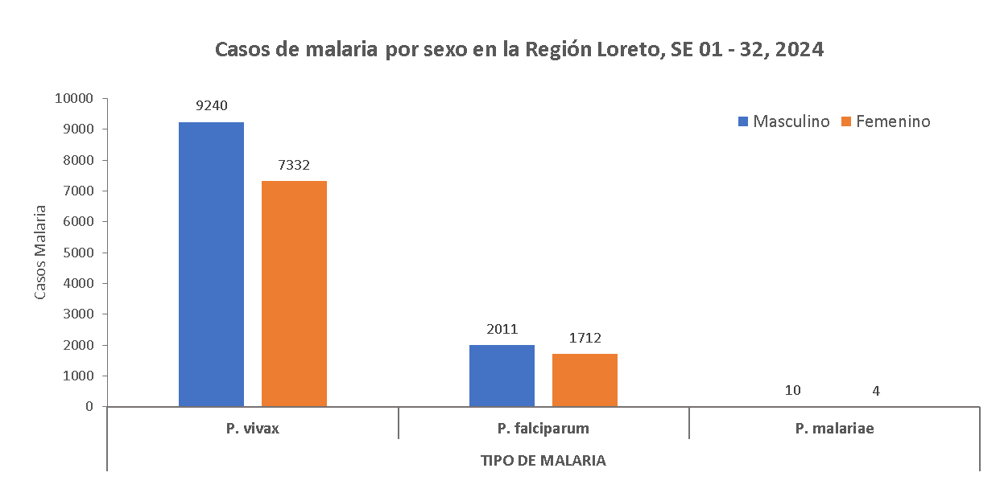 Casos de malaria por sexo en la Región Loreto, SE 01 - 32, 2024
Masculino Femenino
Casos Malaria
10000
9000
8000
7000
6000
5000
4000
3000
2000
1000
0
9240
7332
2011
1712
10
4
P. vivax
P. falciparum
P. malariae
TIPO DE MALARIA